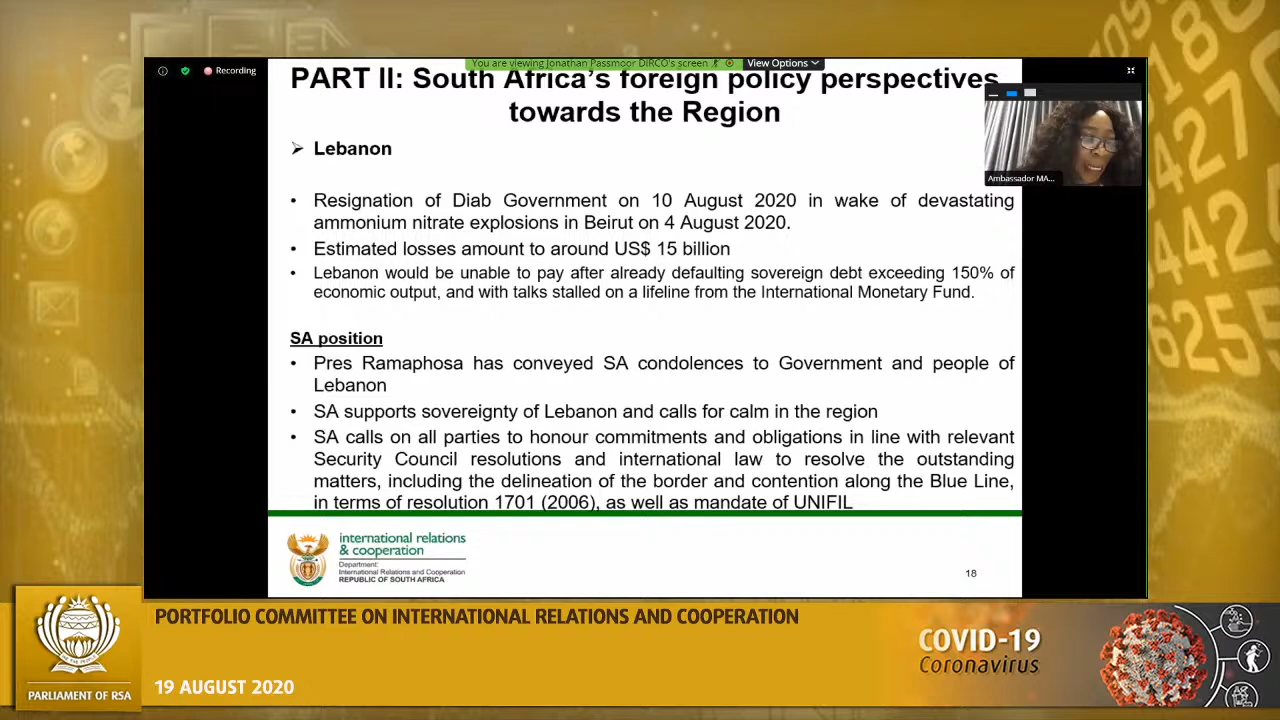 You are viewing Jonathan Passmoor DIRCO's screen
View Options
Recording
PART II: South Africa's foreign policy perspectives
towards the Region
Ambassador MA...
➢ Lebanon
• Resignation of Diab Government on 10 August 2020 in wake of devastating
ammonium nitrate explosions in Beirut on 4 August 2020.
• Estimated losses amount to around US$ 15 billion
• Lebanon would be unable to pay after already defaulting sovereign debt exceeding 150% of
economic output, and with talks stalled on a lifeline from the International Monetary Fund.
SA position
• Pres Ramaphosa has conveyed SA condolences to Government and people of
Lebanon
• SA supports sovereignty of Lebanon and calls for calm in the region
• SA calls on all parties to honour commitments and obligations in line with relevant
Security Council resolutions and international law to resolve the outstanding
matters, including the delineation of the border and contention along the Blue Line,
in terms of resolution 1701 (2006), as well as mandate of UNIFIL
international relations
& cooperation
Department:
International Relations and Cooperation
REPUBLIC OF SOUTH AFRICA
18
PORTFOLIO COMMITTEE ON INTERNATIONAL RELATIONS AND COOPERATION
19 AUGUST 2020
PARLIAMENT OF RSA
COVID-19
Coronavirus